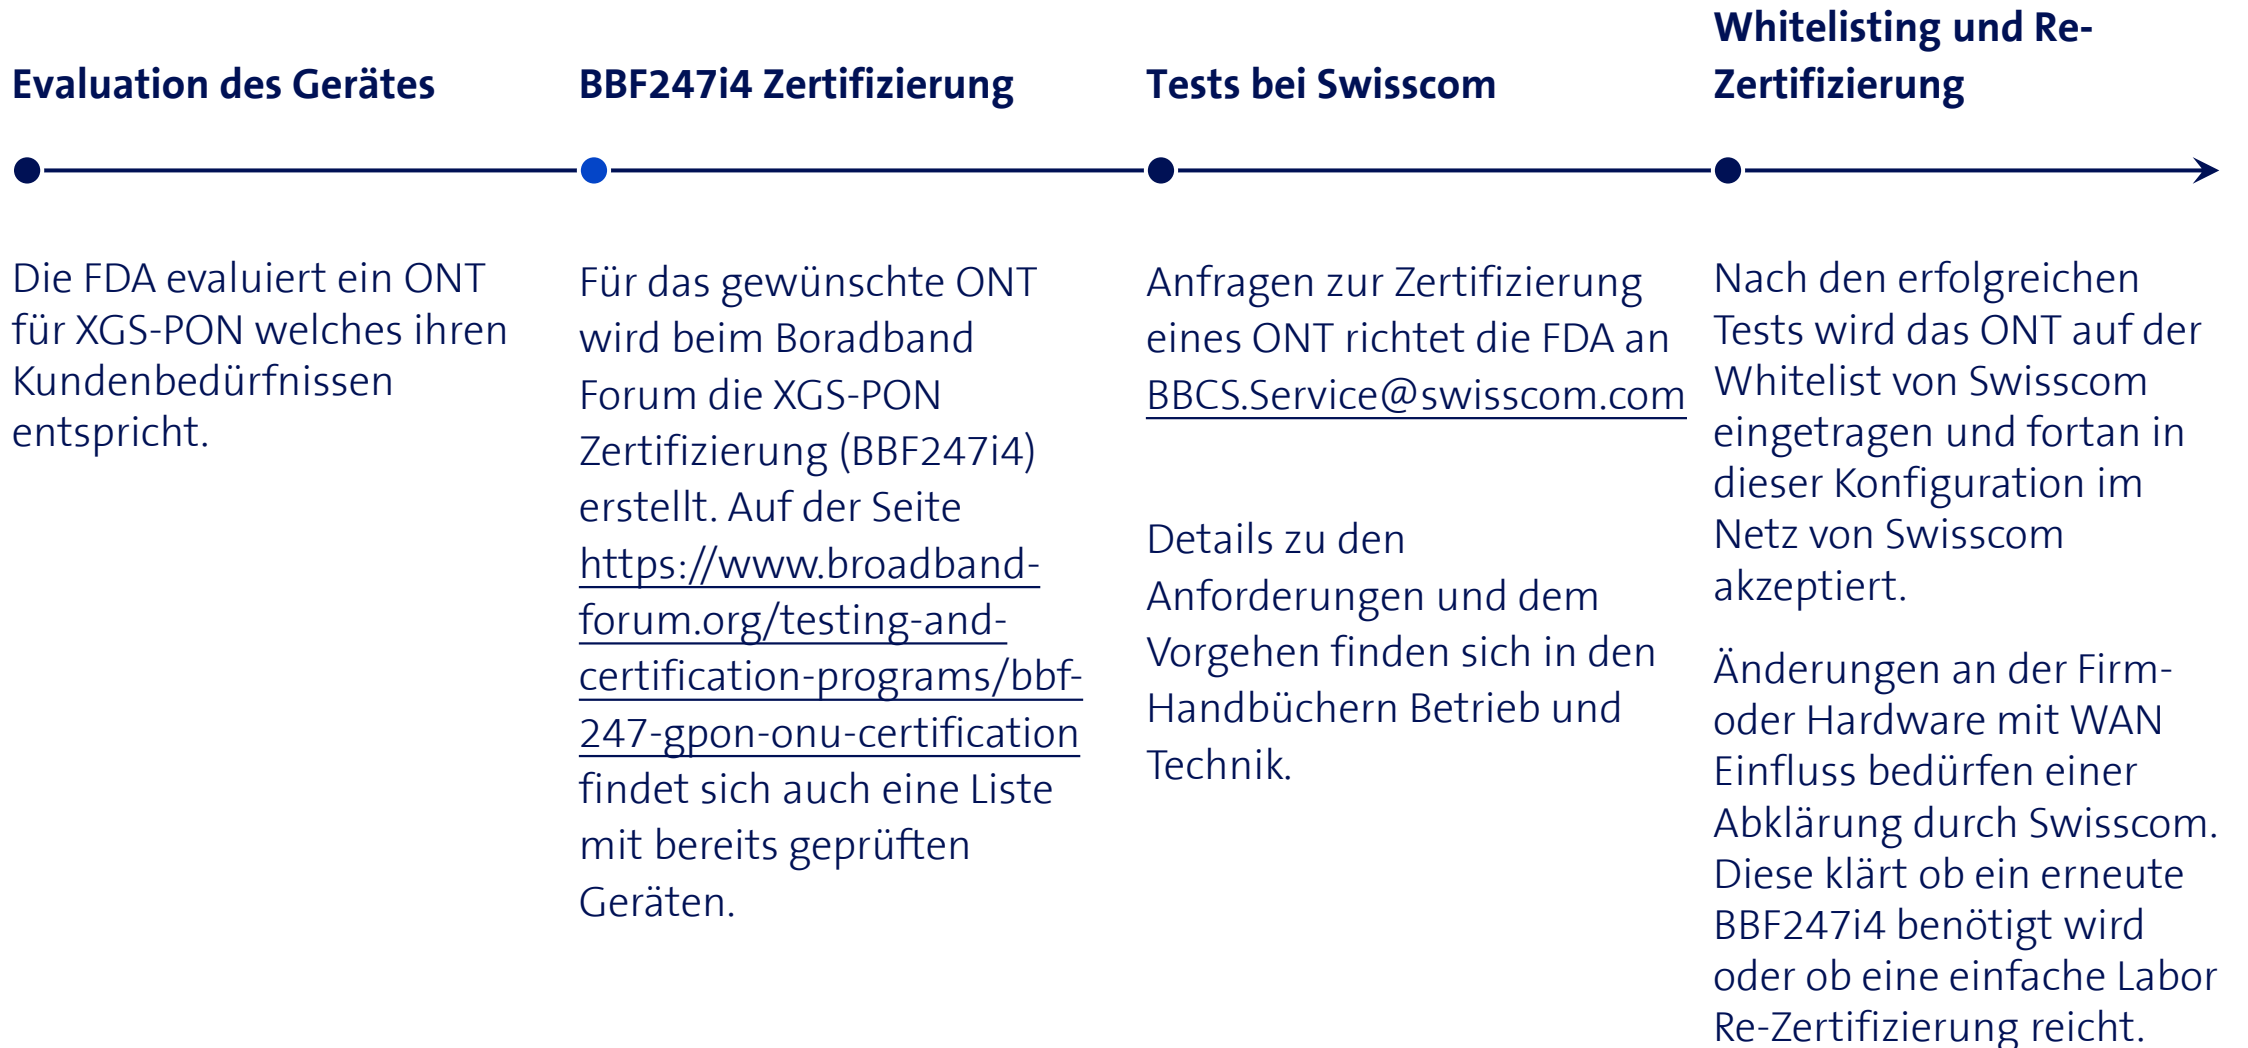 Evaluation des Gerätes
BBF247i4 Zertifizierung
Tests bei Swisscom
Whitelisting und Re-
Zertifizierung
Die FDA evaluiert ein ONT
für XGS-PON welches ihren
Kundenbedürfnissen
entspricht.
Für das gewünschte ONT
wird beim Boradband
Forum die XGS-PON
Zertifizierung (BBF247i4)
erstellt. Auf der Seite
https://www.broadband-
forum.org/testing-and-
certification-programs/bbf-
247-gpon-onu-certification
findet sich auch eine Liste
mit bereits geprüften
Geräten.
Anfragen zur Zertifizierung
eines ONT richtet die FDA an
BBCS.Service@swisscom.com
Details zu den
Anforderungen und dem
Vorgehen finden sich in den
Handbüchern Betrieb und
Technik.
Nach den erfolgreichen
Tests wird das ONT auf der
Whitelist von Swisscom
eingetragen und fortan in
dieser Konfiguration im
Netz von Swisscom
akzeptiert.
Änderungen an der Firm-
oder Hardware mit WAN
Einfluss bedürfen einer
Abklärung durch Swisscom.
Diese klärt ob ein erneute
BBF247i4 benötigt wird
oder ob eine einfache Labor
Re-Zertifizierung reicht.